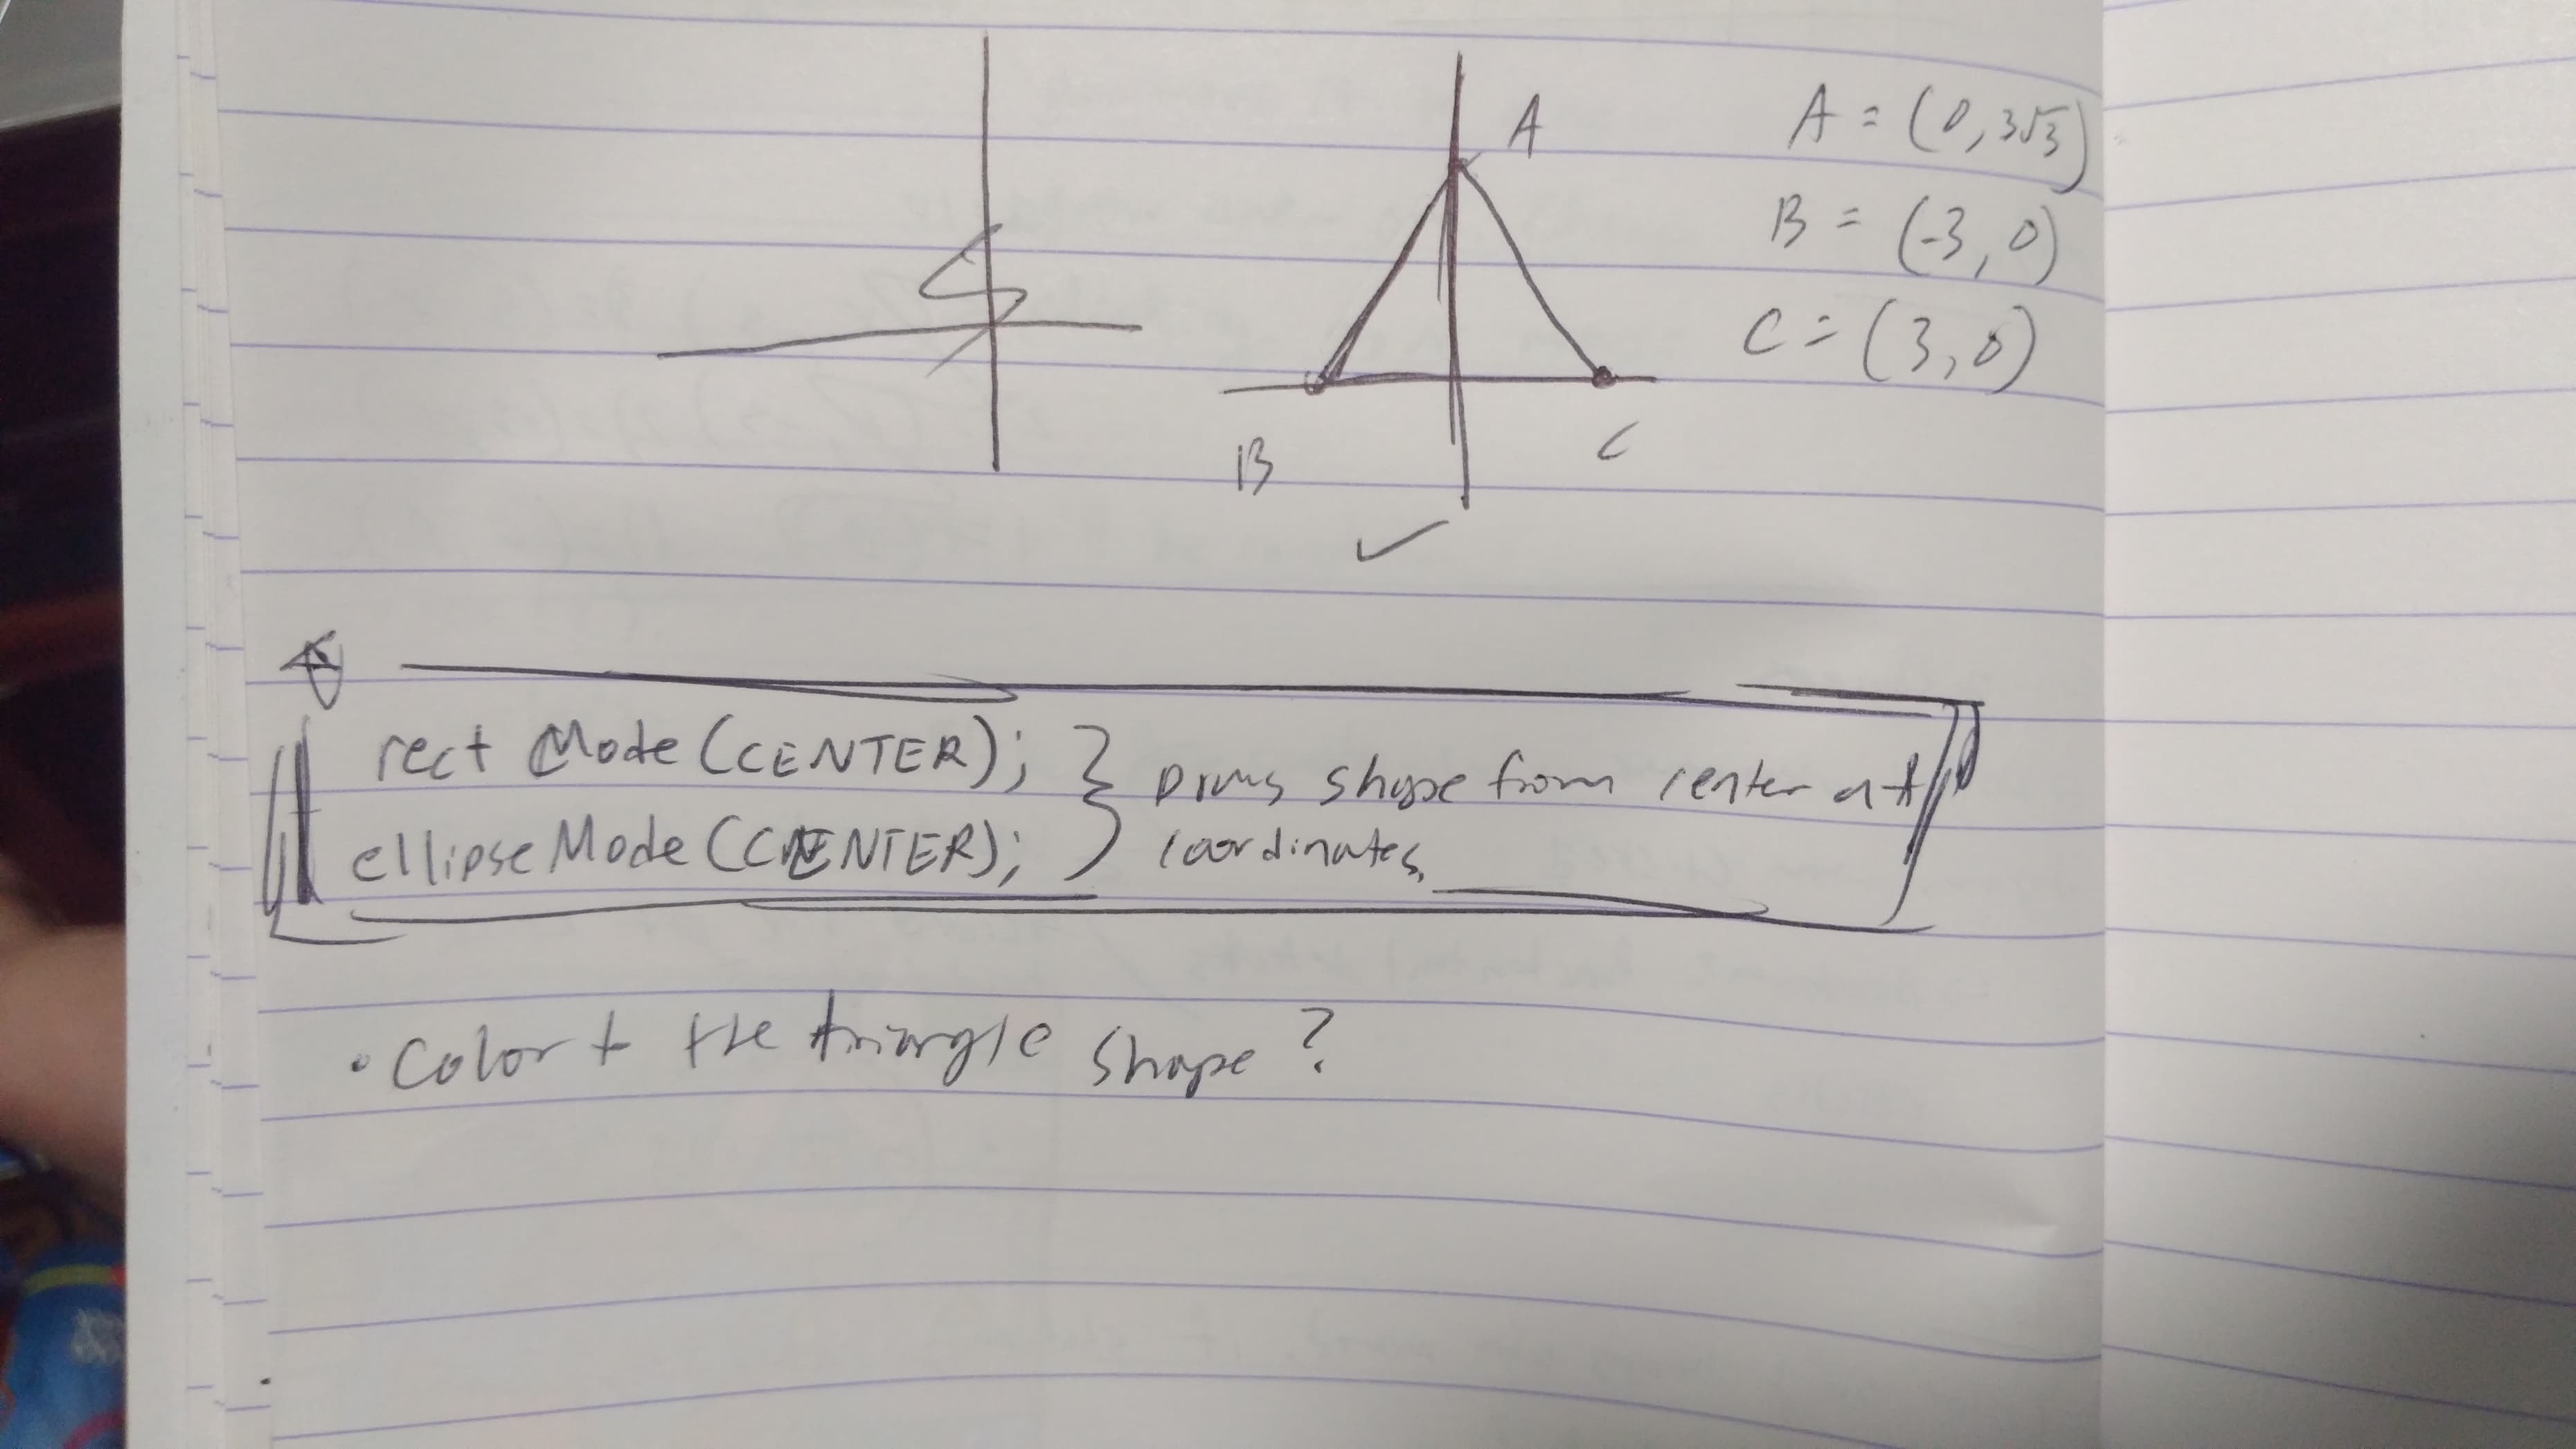 A
A = (0, 3√3)
B = (-3, 0)
C = (3, 0)
B
C
rectMode(CENTER);
ellipseMode(CENTER);
Draws shape from center at
coordinates.
• Color + the triangle shape?